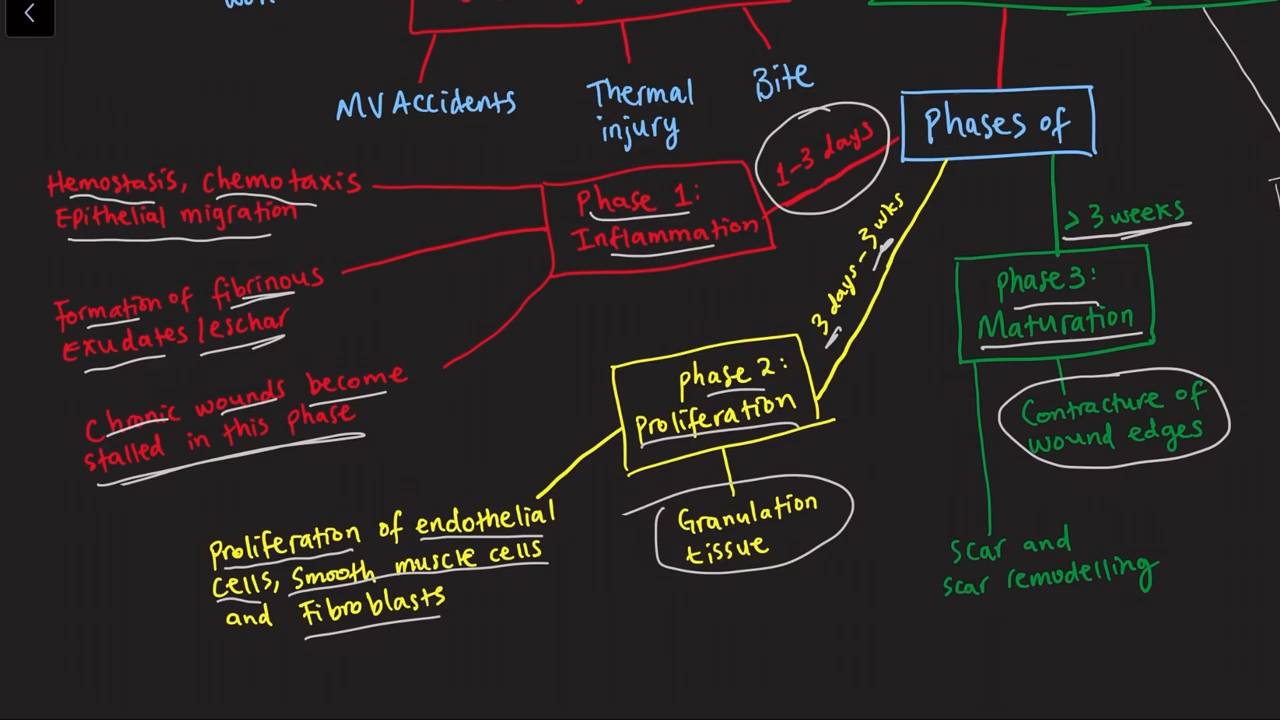 MV Accidents
Thermal
injury
Bite
Phases of
1-3 days
Hemostasis, chemotaxis
Epithelial migration
Phase 1:
Inflammation
Formation of fibrinous
Exudates / eschar
Chronic wounds become
stalled in this phase
3 days - 3 wks
Phase 2:
Proliferation
Granulation
tissue
Proliferation of endothelial
cells, Smooth muscle cells
and Fibroblasts
> 3 weeks
Phase 3:
Maturation
Contracture of
wound edges
Scar and
scar remodelling